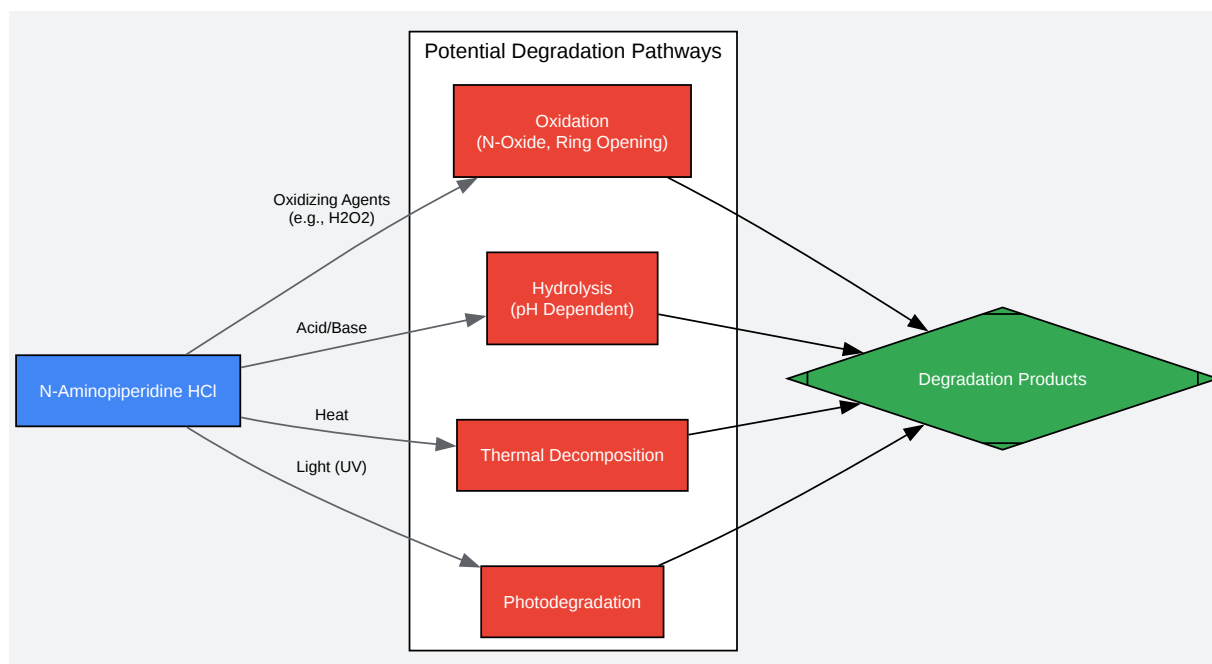 Potential Degradation Pathways
Oxidation
(N-Oxide, Ring Opening)
Oxidizing Agents
(e.g., H2O2)
Hydrolysis
(pH Dependent)
Acid/Base
N-Aminopiperidine HCl
Degradation Products
Heat
Thermal Decomposition
Light (UV)
Photodegradation